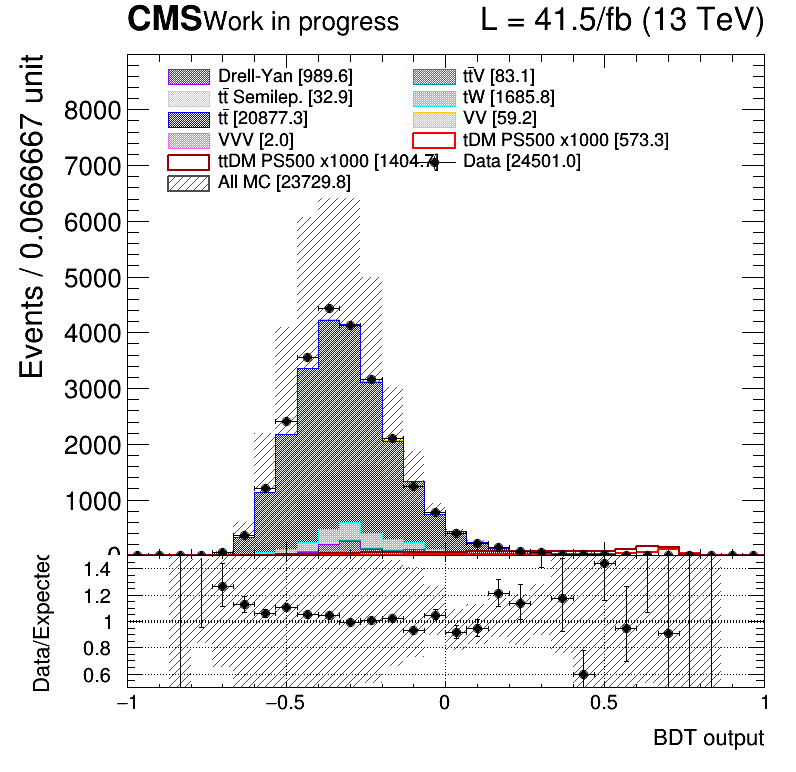 CMS Work in progress L = 41.5/fb (13 TeV)
Drell-Yan [989.6] tt̄V [83.1]
tt̄ Semilep. [32.9] tW [1685.8]
tt̄ [20877.3] VV [59.2]
VVV [2.0] tDM PS500 x1000 [573.3]
ttDM PS500 x1000 [1404.7] Data [24501.0]
All MC [23729.8]
Events / 0.0666667 unit
8000
7000
6000
5000
4000
3000
2000
1000
0
Data/Expected
1.4
1.2
1
0.8
0.6
−1 −0.5 0 0.5 1
BDT output